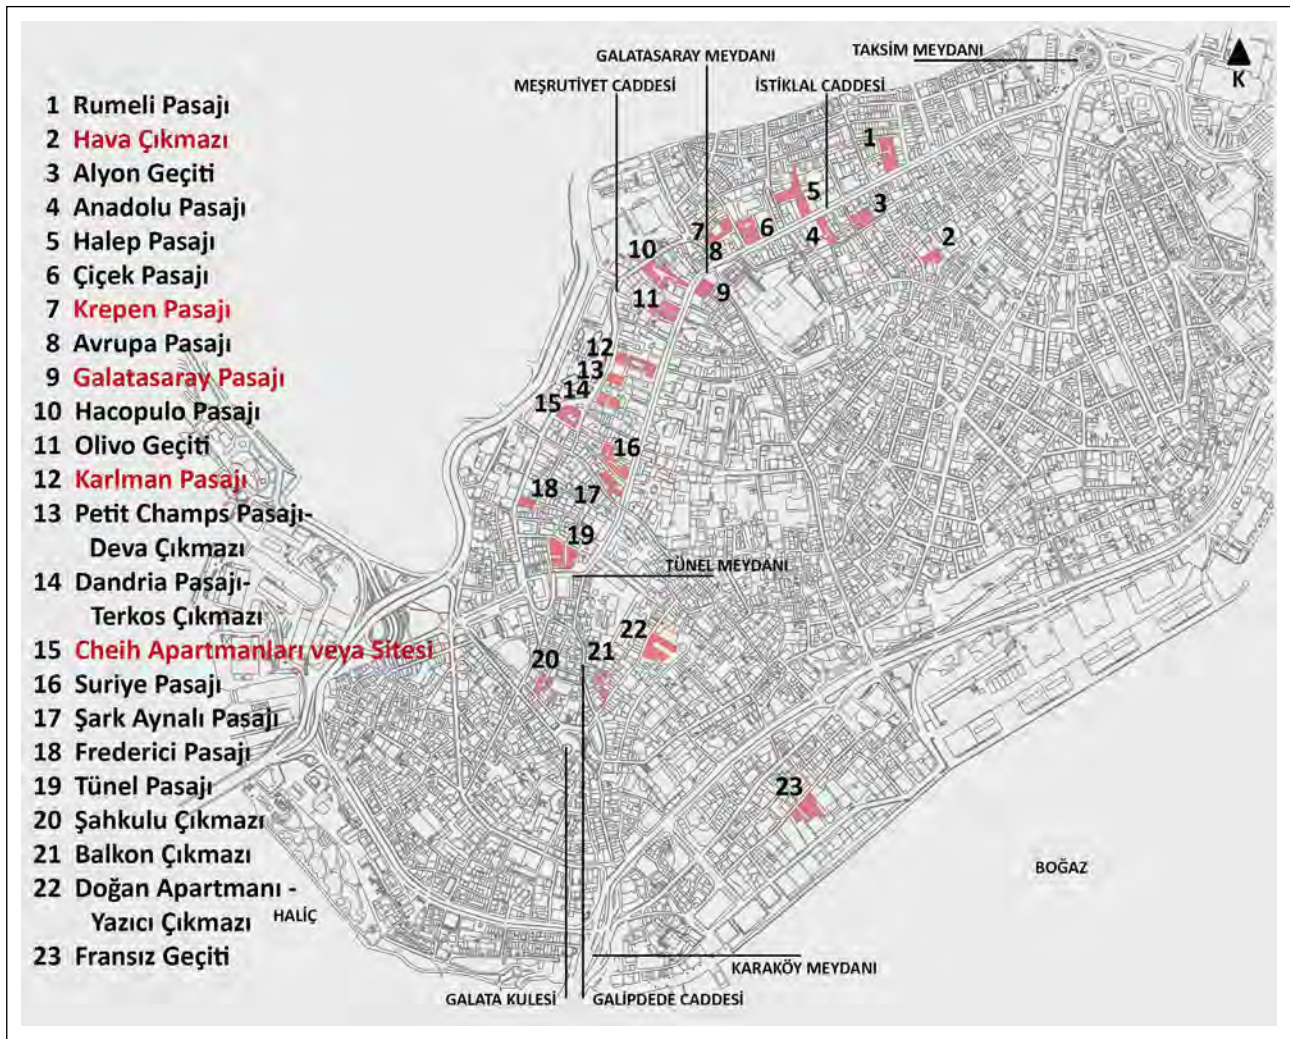 GALATASARAY MEYDANI
TAKSİM MEYDANI
MEŞRUTİYET CADDESİ
İSTİKLAL CADDESİ
K
1 Rumeli Pasajı
2 Hava Çıkmazı
3 Alyon Geçiti
4 Anadolu Pasajı
5 Halep Pasajı
6 Çiçek Pasajı
7 Krepen Pasajı
8 Avrupa Pasajı
9 Galatasaray Pasajı
10 Hacopulo Pasajı
11 Olivo Geçiti
12 Karlman Pasajı
13 Petit Champs Pasajı-
Deva Çıkmazı
14 Dandria Pasajı-
Terkos Çıkmazı
15 Cheih Apartmanları veya Sitesi
16 Suriye Pasajı
17 Şark Aynalı Pasajı
18 Frederici Pasajı
19 Tünel Pasajı
20 Şahkulu Çıkmazı
21 Balkon Çıkmazı
22 Doğan Apartmanı -
Yazıcı Çıkmazı
23 Fransız Geçiti
1
2
3
4
5
6
7
8
9
10
11
12
13
14
15
16
17
18
19
TÜNEL MEYDANI
20
21
22
23
BOĞAZ
HALİÇ
KARAKÖY MEYDANI
GALATA KULESİ
GALİPDEDE CADDESİ